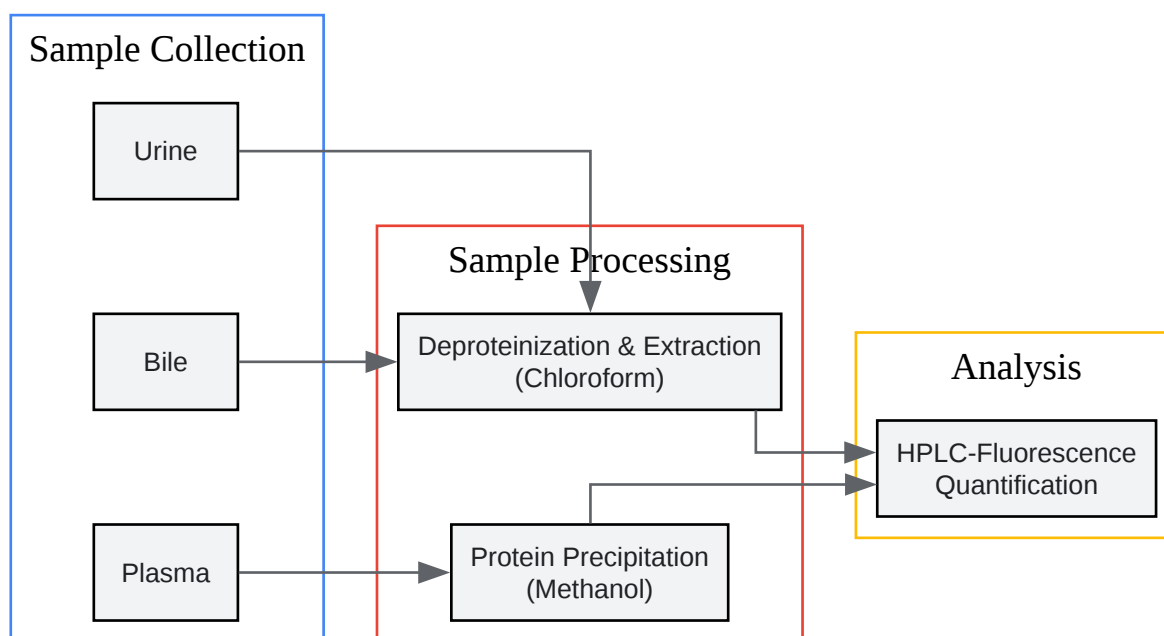 Sample Collection
Urine
Bile
Plasma
Sample Processing
Deproteinization & Extraction
(Chloroform)
Protein Precipitation
(Methanol)
Analysis
HPLC-Fluorescence
Quantification